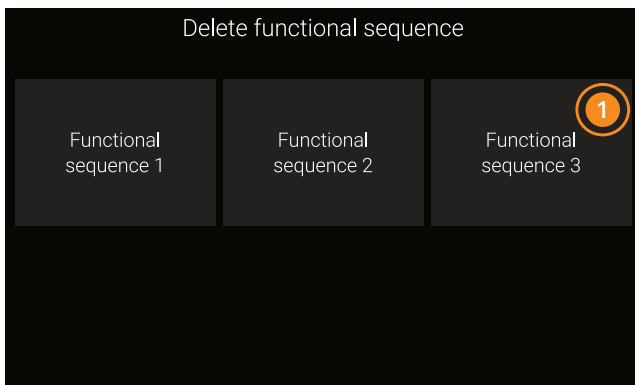 Delete functional sequence
1
Functional
sequence 1
Functional
sequence 2
Functional
sequence 3